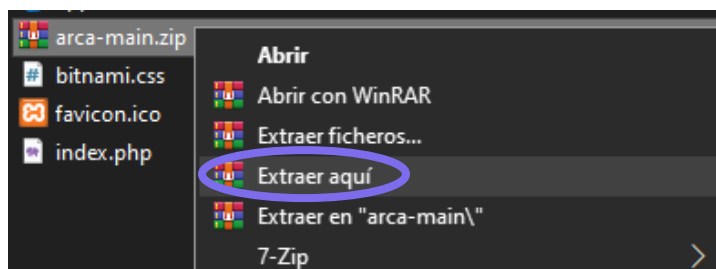 arca-main.zip
bitnami.css
favicon.ico
index.php
Abrir
Abrir con WinRAR
Extraer ficheros...
Extraer aquí
Extraer en "arca-main\"
7-Zip